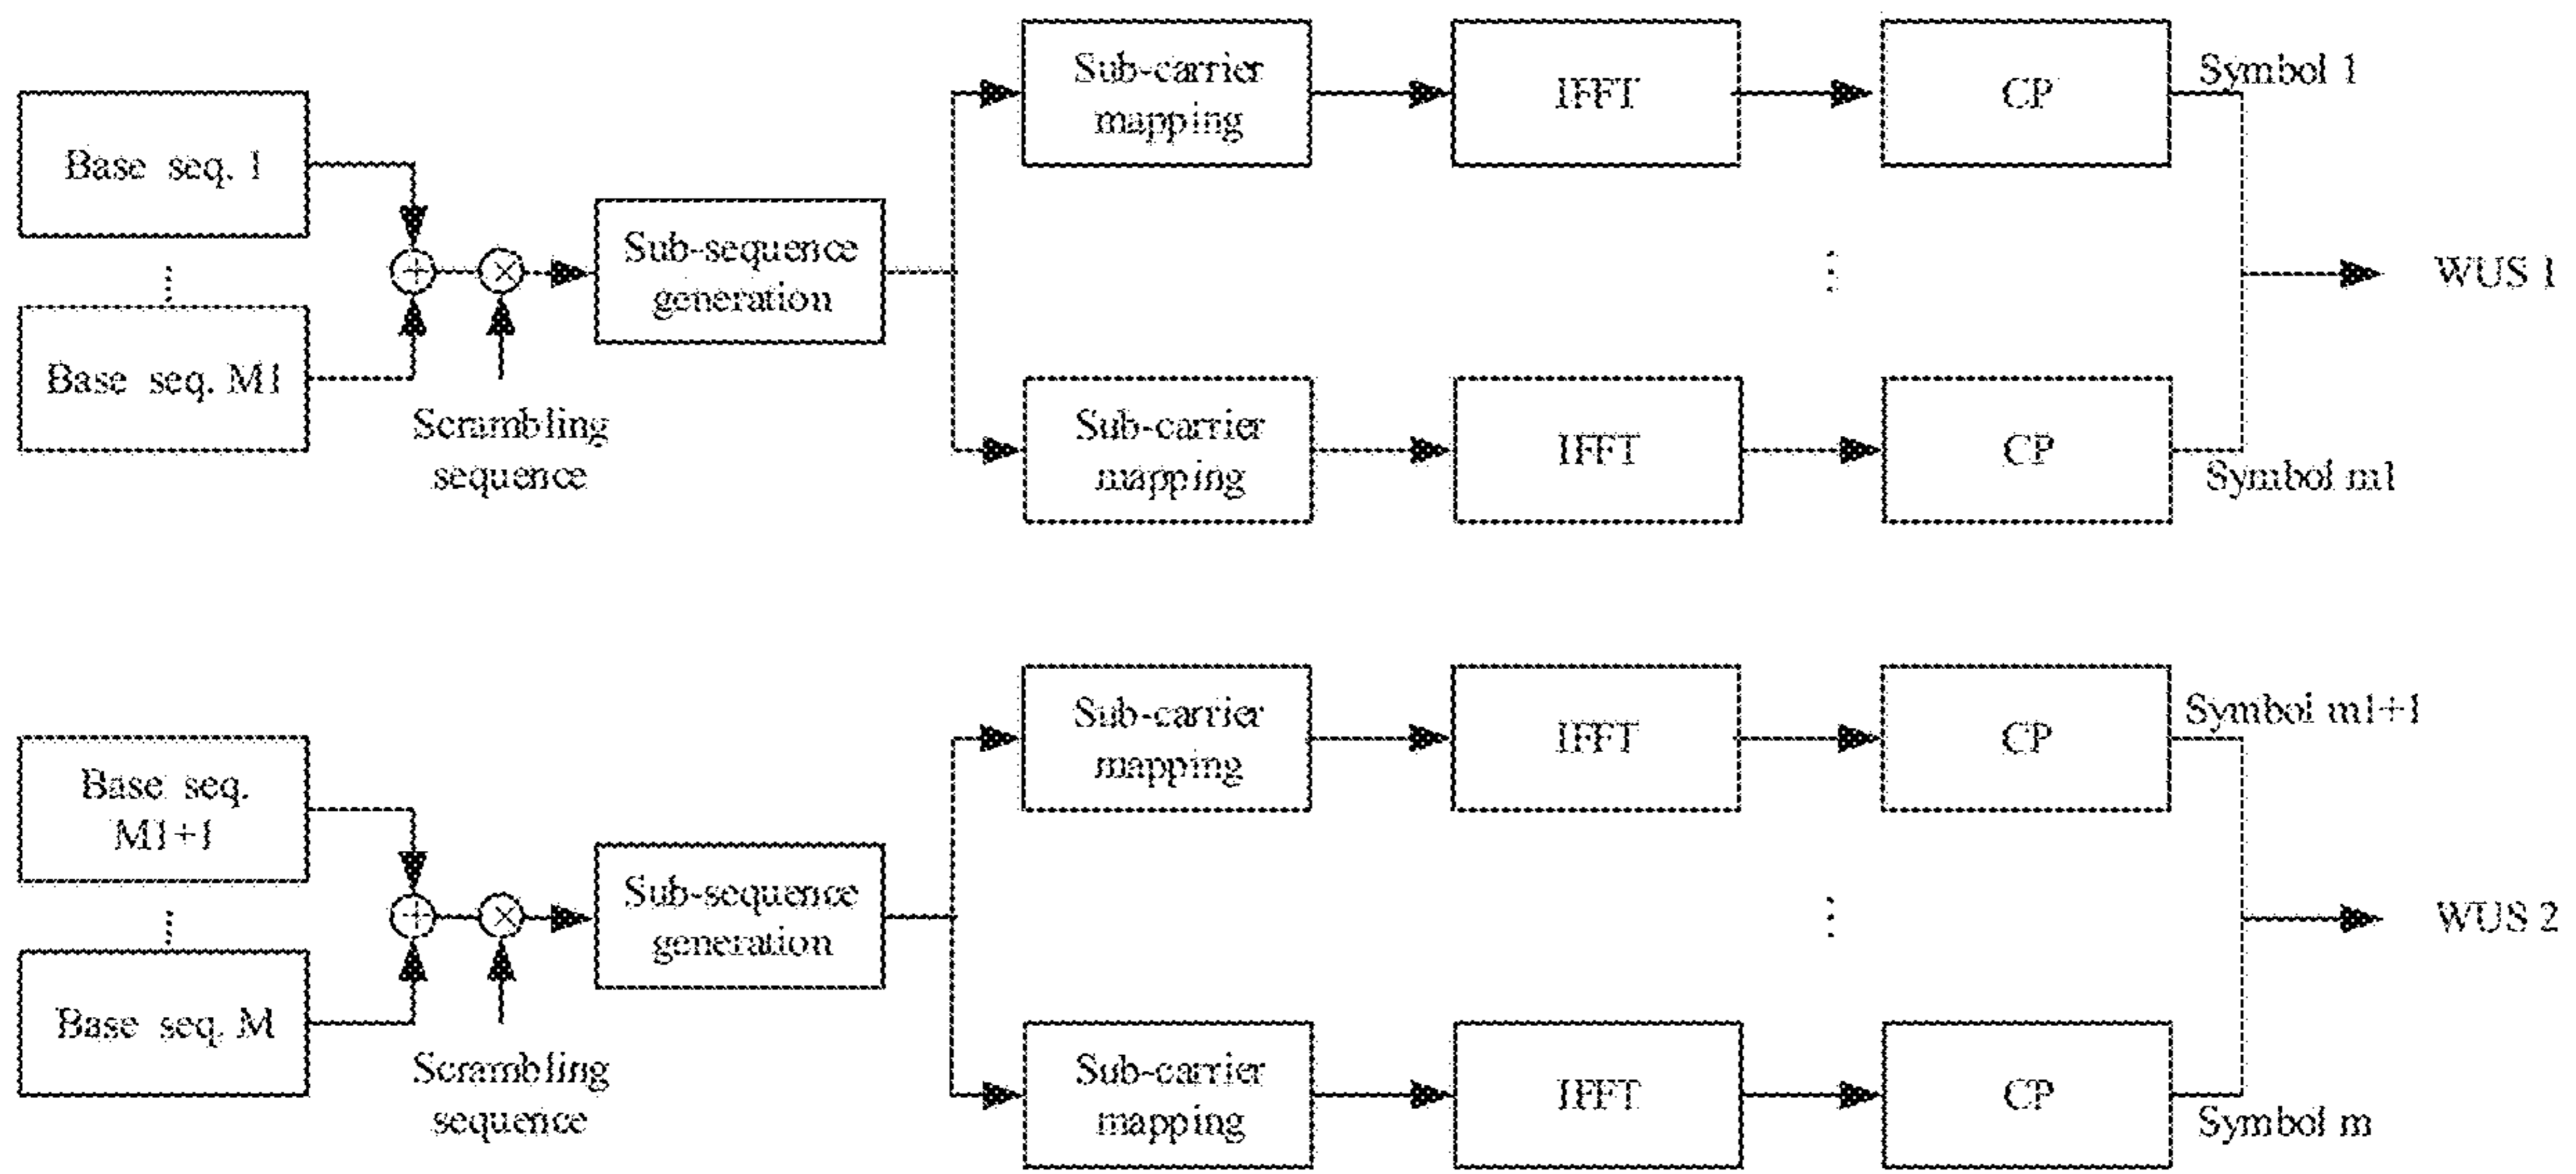 Base seq. 1
Base seq. M1
Scrambling
sequence
Sub-sequence
generation
Sub-carrier
mapping
IFFT
CP
Symbol 1
Sub-carrier
mapping
IFFT
CP
Symbol m1
WUS 1
Base seq.
M1+1
Base seq. M
Scrambling
sequence
Sub-sequence
generation
Sub-carrier
mapping
IFFT
CP
Symbol m1+1
Sub-carrier
mapping
IFFT
CP
Symbol m
WUS 2